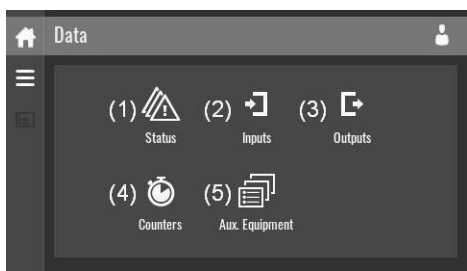 Data
(1) (2) (3)
Status Inputs Outputs
(4) (5)
Counters Aux. Equipment